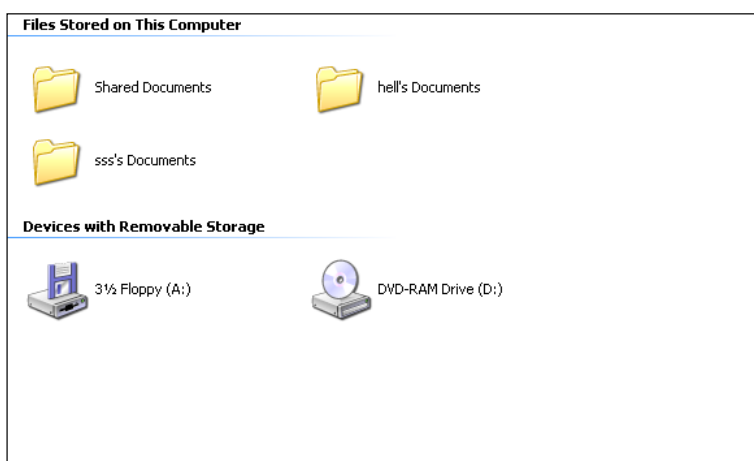 Files Stored on This Computer
Shared Documents
hell's Documents
sss's Documents
Devices with Removable Storage
3½ Floppy (A:)
DVD-RAM Drive (D:)